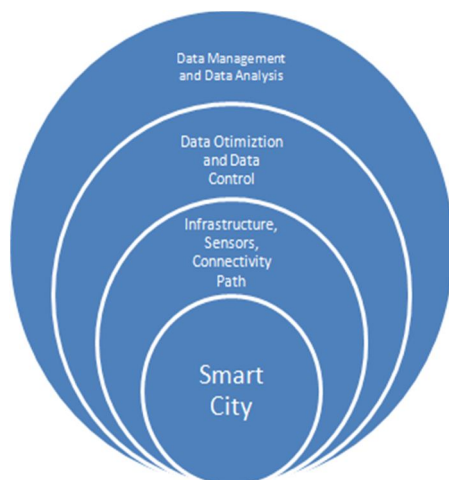 Data Management
and Data Analysis
Data Otimiztion
and Data
Control
Infrastructure,
Sensors,
Connectivity
Path
Smart
City